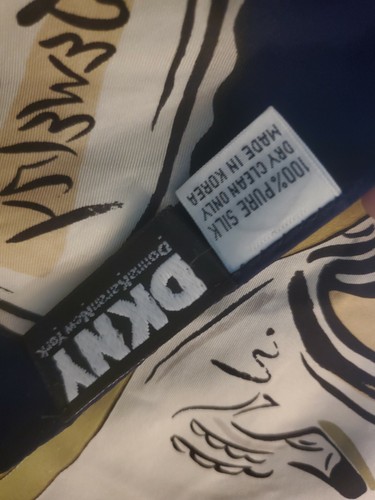 100% PURE SILK
DRY CLEAN ONLY
MADE IN KOREA
DKNY
Donna Karan New York